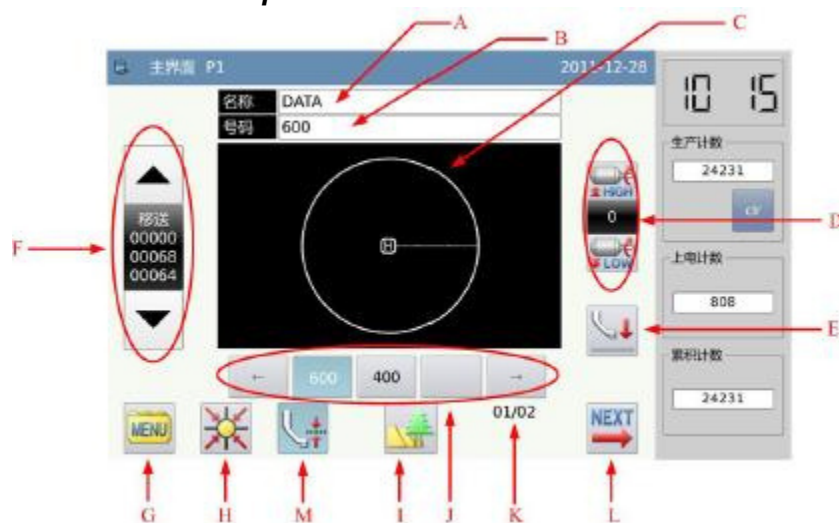 A
B
C
主界面 P1
2011-12-28
名称 DATA
号码 600
10 15
生产计数
24231
clr
HIGH
0
LOW
D
移送
00000
00068
00064
F
H
上电计数
808
E
累积计数
24231
← 600 400 →
01/02
MENU
NEXT
G H M I J K L